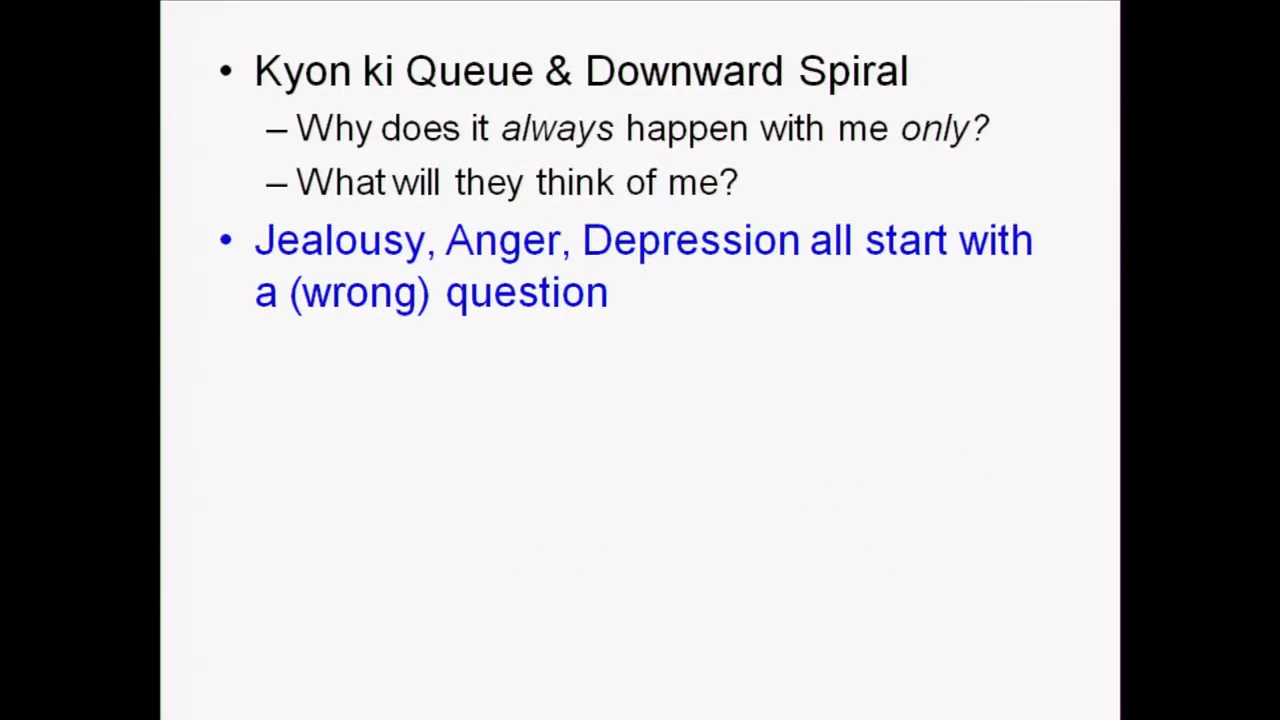 • Kyon ki Queue & Downward Spiral
– Why does it always happen with me only?
– What will they think of me?
• Jealousy, Anger, Depression all start with
a (wrong) question